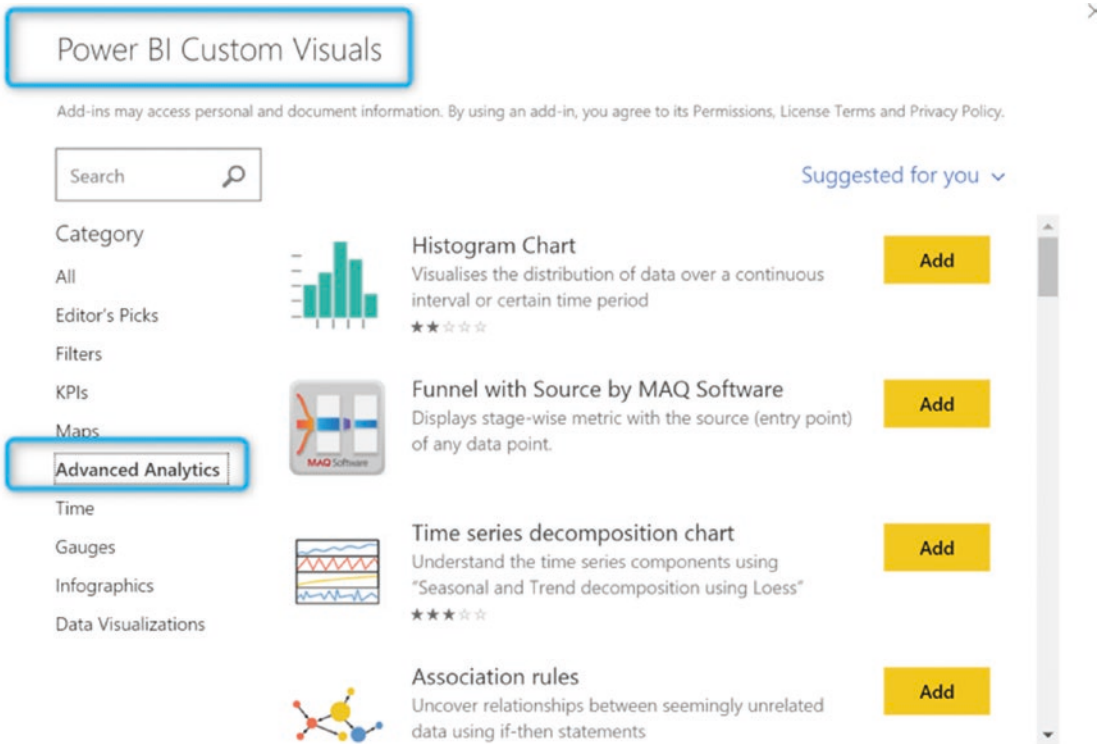 Power BI Custom Visuals
Add-ins may access personal and document information. By using an add-in, you agree to its Permissions, License Terms and Privacy Policy.
Search
Suggested for you
Category
All
Editor's Picks
Filters
KPIs
Maps
Advanced Analytics
Time
Gauges
Infographics
Data Visualizations
Histogram Chart
Visualises the distribution of data over a continuous
interval or certain time period
Add
Funnel with Source by MAQ Software
Displays stage-wise metric with the source (entry point)
of any data point.
MAQ Software
Add
Time series decomposition chart
Understand the time series components using
"Seasonal and Trend decomposition using Loess"
Add
Association rules
Uncover relationships between seemingly unrelated
data using if-then statements
Add